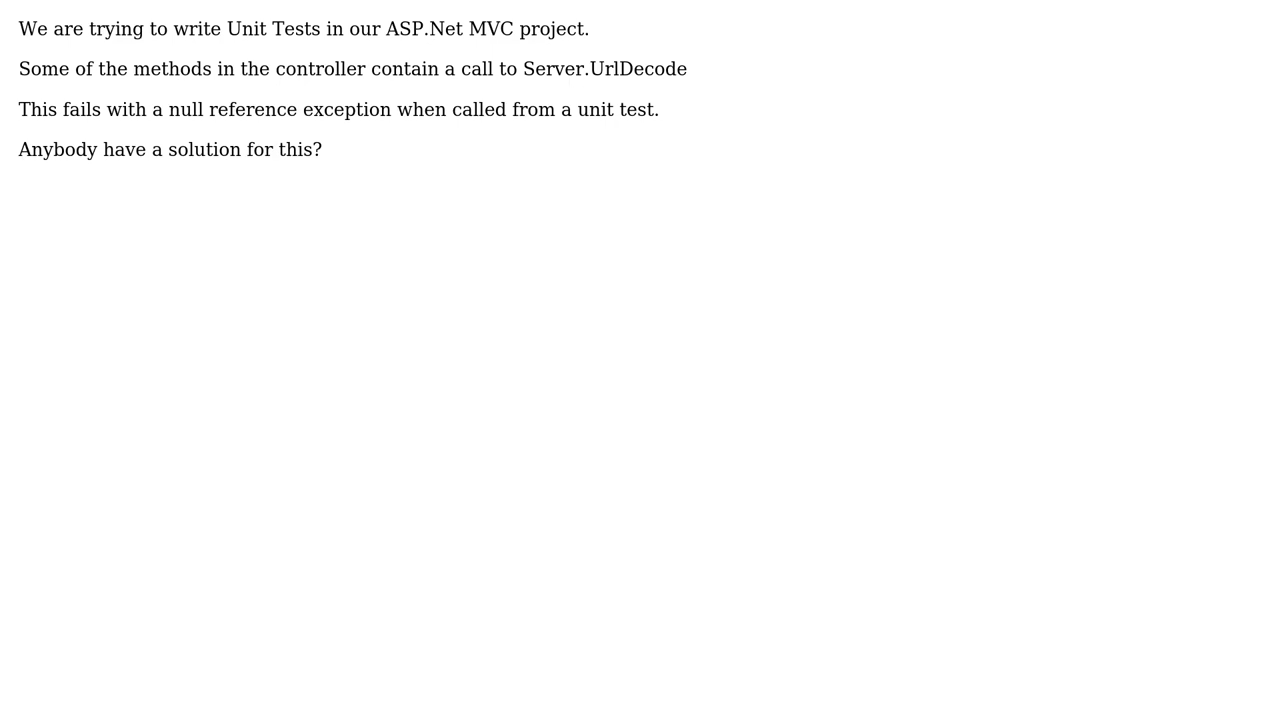 We are trying to write Unit Tests in our ASP.Net MVC project.
Some of the methods in the controller contain a call to Server.UrlDecode
This fails with a null reference exception when called from a unit test.
Anybody have a solution for this?